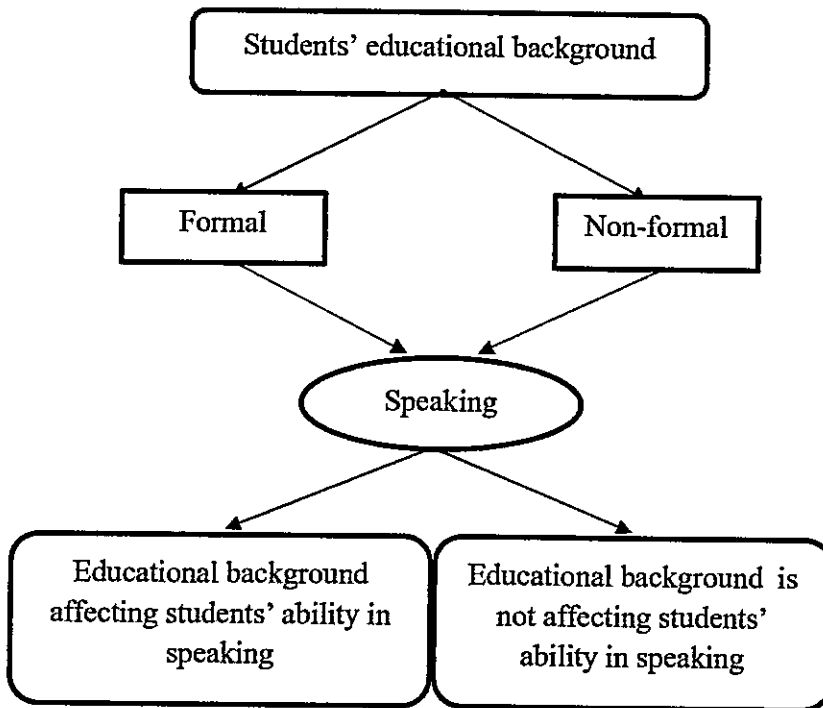 Students' educational background
Formal
Non-formal
Speaking
Educational background
affecting students' ability in
speaking
Educational background is
not affecting students'
ability in speaking